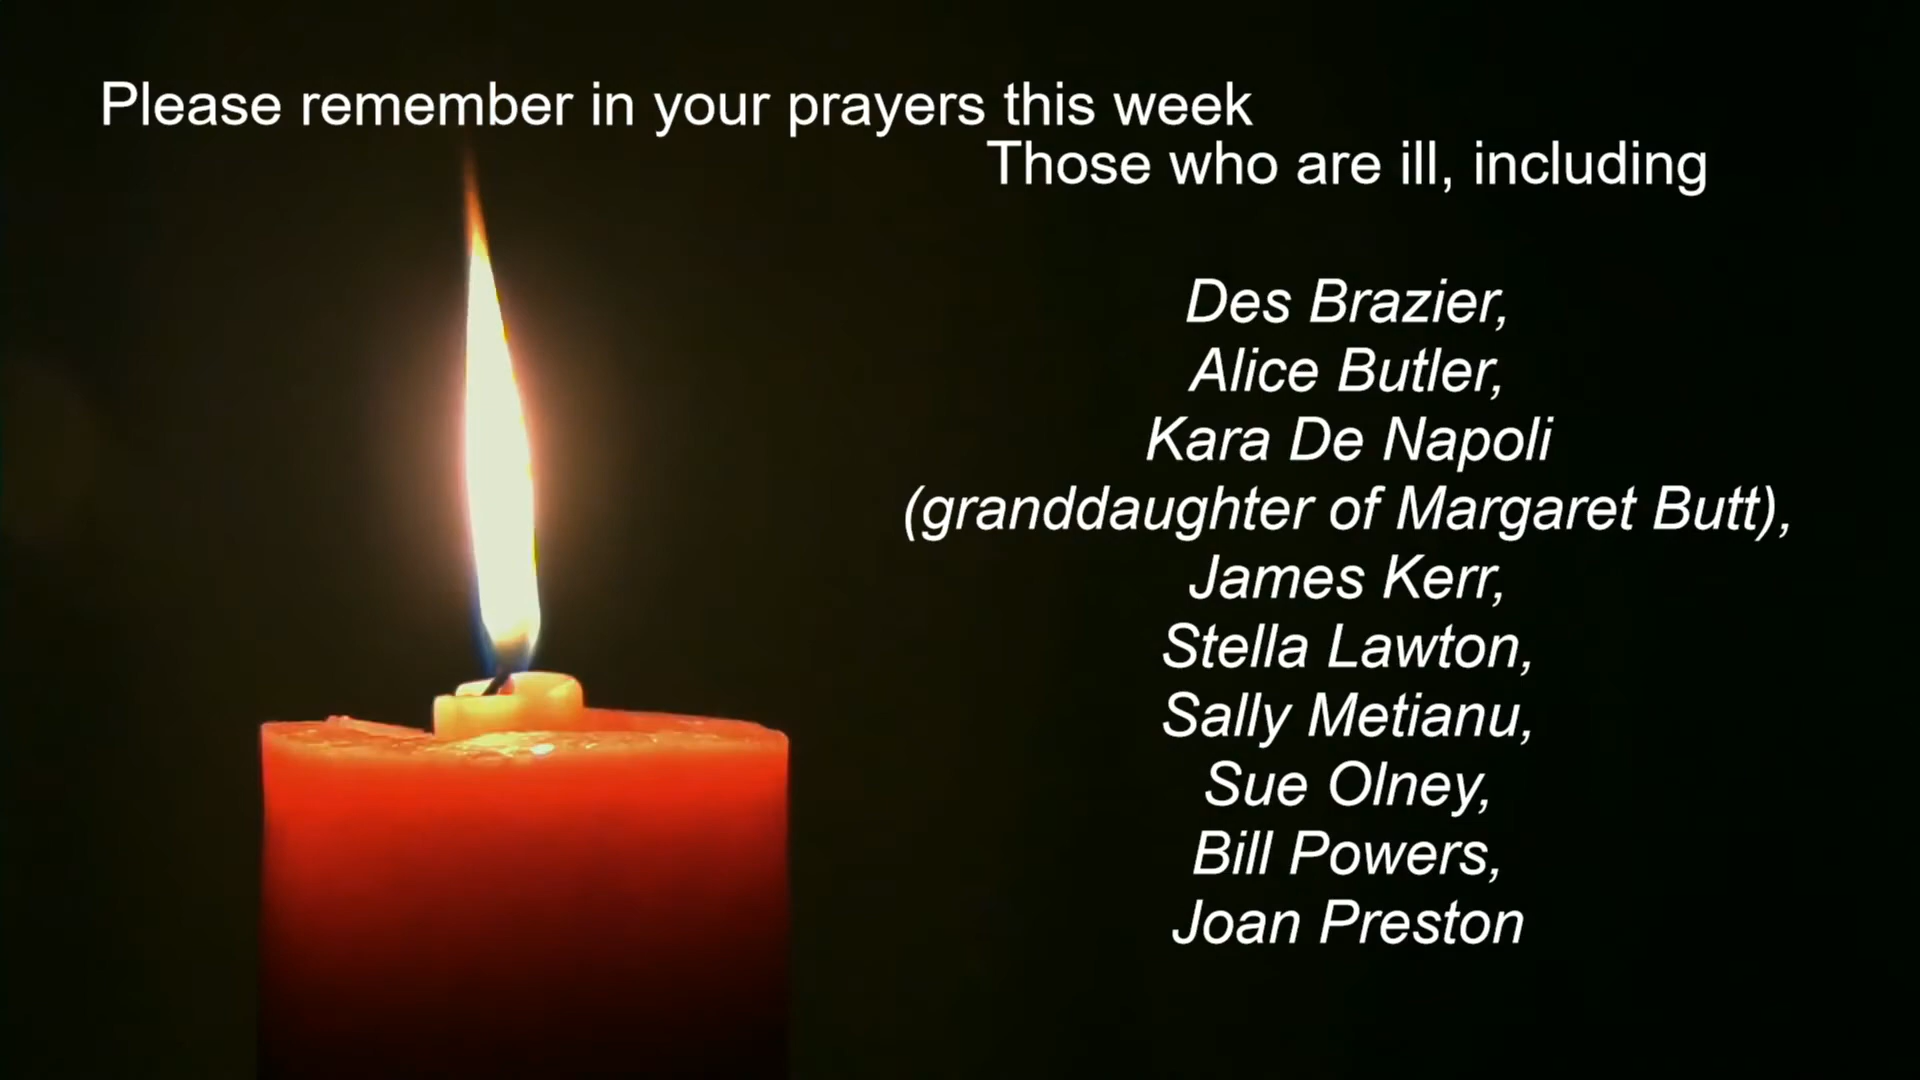 Please remember in your prayers this week
Those who are ill, including
Des Brazier,
Alice Butler,
Kara De Napoli
(granddaughter of Margaret Butt),
James Kerr,
Stella Lawton,
Sally Metianu,
Sue Olney,
Bill Powers,
Joan Preston